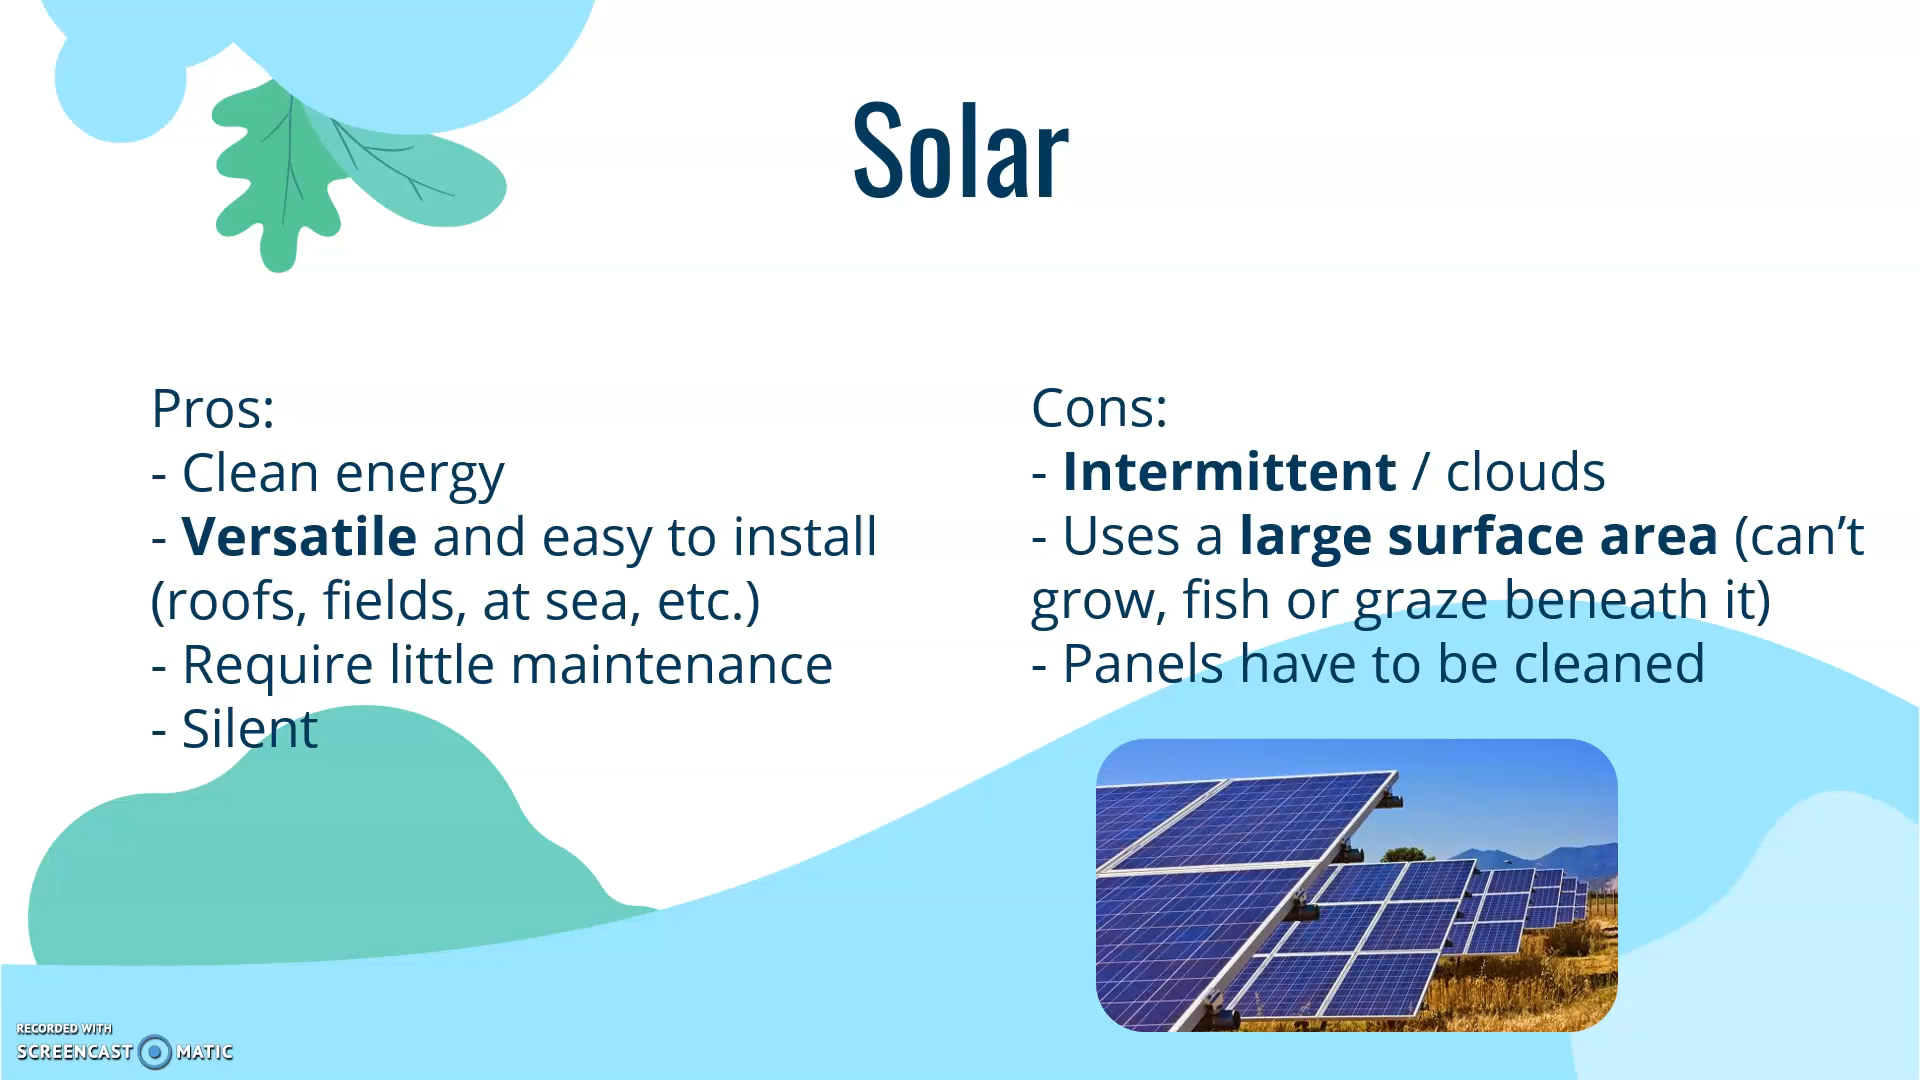 Solar
Pros:
- Clean energy
- Versatile and easy to install
(roofs, fields, at sea, etc.)
- Require little maintenance
- Silent
Cons:
- Intermittent / clouds
- Uses a large surface area (can’t
grow, fish or graze beneath it)
- Panels have to be cleaned
RECORDED WITH
SCREENCAST MATIC